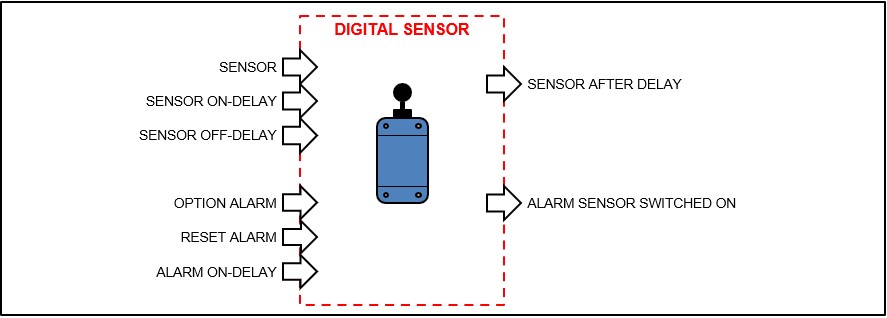 DIGITAL SENSOR
SENSOR
SENSOR ON-DELAY
SENSOR OFF-DELAY
OPTION ALARM
RESET ALARM
ALARM ON-DELAY
SENSOR AFTER DELAY
ALARM SENSOR SWITCHED ON